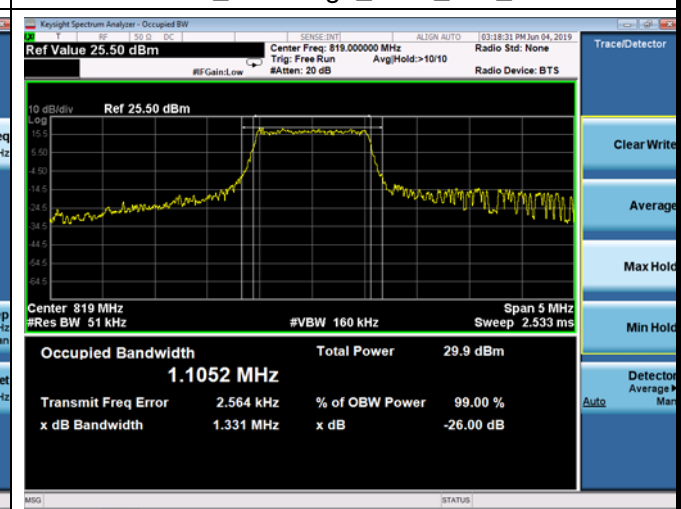 Keysight Spectrum Analyzer - Occupied BW
T RF 50 Ω DC SENSE:INT ALIGN AUTO 03:18:31 PM Jun 04, 2019
Ref Value 25.50 dBm Center Freq: 819.000000 MHz Radio Std: None
Trig: Free Run Avg|Hold:>10/10
#IFGain:Low #Atten: 20 dB Radio Device: BTS
Trace/Detector
10 dB/div Ref 25.50 dBm
Log
15.5
5.50
-4.50
-14.5
-24.5
-34.5
-44.5
-54.5
-64.5
Center 819 MHz Span 5 MHz
#Res BW 51 kHz #VBW 160 kHz Sweep 2.533 ms
Occupied Bandwidth Total Power 29.9 dBm
1.1052 MHz
Transmit Freq Error 2.564 kHz % of OBW Power 99.00 %
x dB Bandwidth 1.331 MHz x dB -26.00 dB
MSG STATUS
Clear Write
Average
Max Hold
Min Hold
Detector
Average
Auto Man